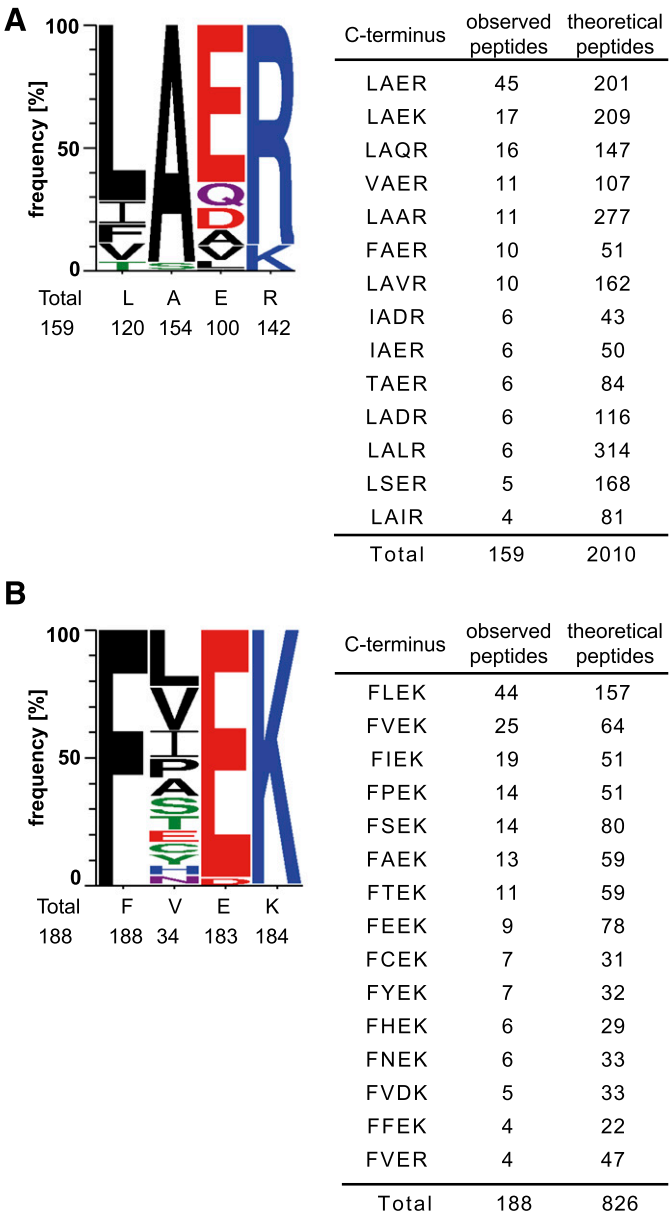 A
frequency [%]
100
50
0
L A E R
I Q
F D
V A
V
T S L K
Total L A E R
159 120 154 100 142
C-terminus observed peptides theoretical peptides
LAER 45 201
LAEK 17 209
LAQR 16 147
VAER 11 107
LAAR 11 277
FAER 10 51
LAVR 10 162
IADR 6 43
IAER 6 50
TAER 6 84
LADR 6 116
LALR 6 314
LSER 5 168
LAIR 4 81
Total 159 2010
B
frequency [%]
100
50
0
F L E K
V
I
P
A
S
T
E
C
Y
H
N D
Total F V E K
188 188 34 183 184
C-terminus observed peptides theoretical peptides
FLEK 44 157
FVEK 25 64
FIEK 19 51
FPEK 14 51
FSEK 14 80
FAEK 13 59
FTEK 11 59
FEEK 9 78
FCEK 7 31
FYEK 7 32
FHEK 6 29
FNEK 6 33
FVDK 5 33
FFEK 4 22
FVER 4 47
Total 188 826